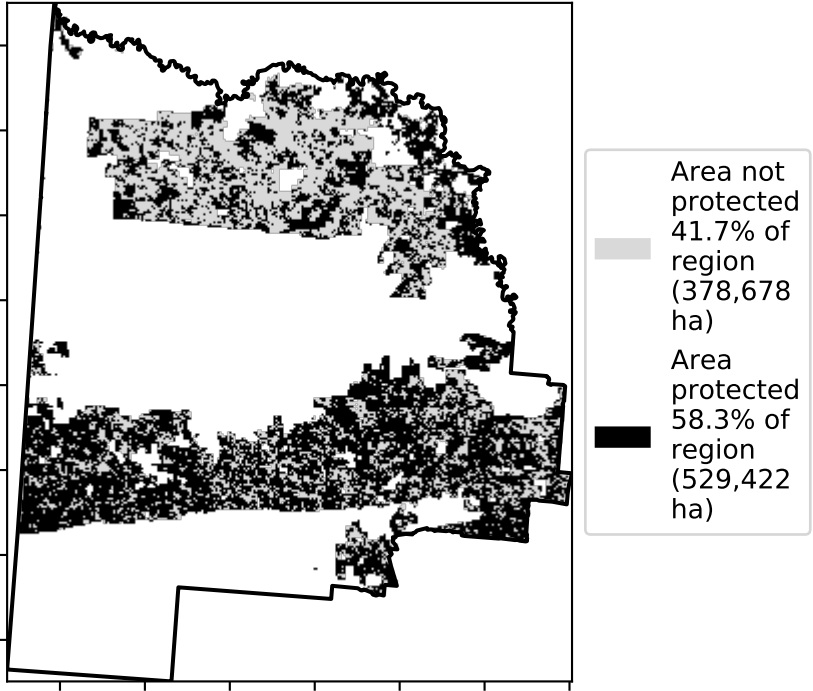 Area not
protected
41.7% of
region
(378,678
ha)
Area
protected
58.3% of
region
(529,422
ha)